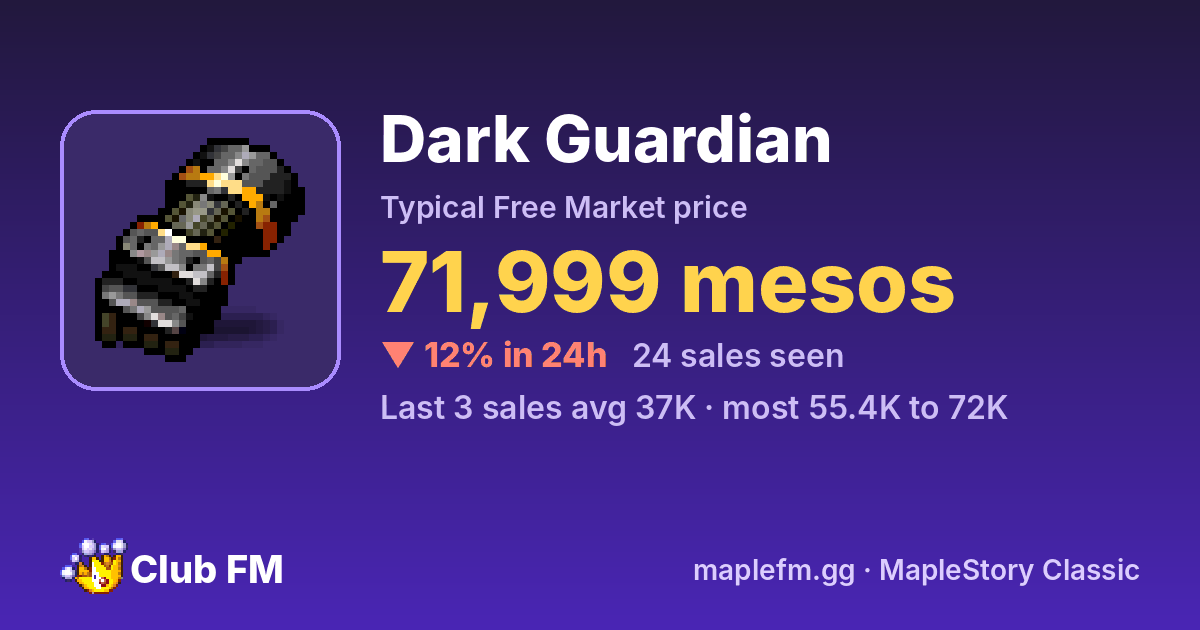 Dark Guardian
Typical Free Market price
71,999 mesos
▼ 12% in 24h 24 sales seen
Last 3 sales avg 37K · most 55.4K to 72K
Club FM
maplefm.gg · MapleStory Classic